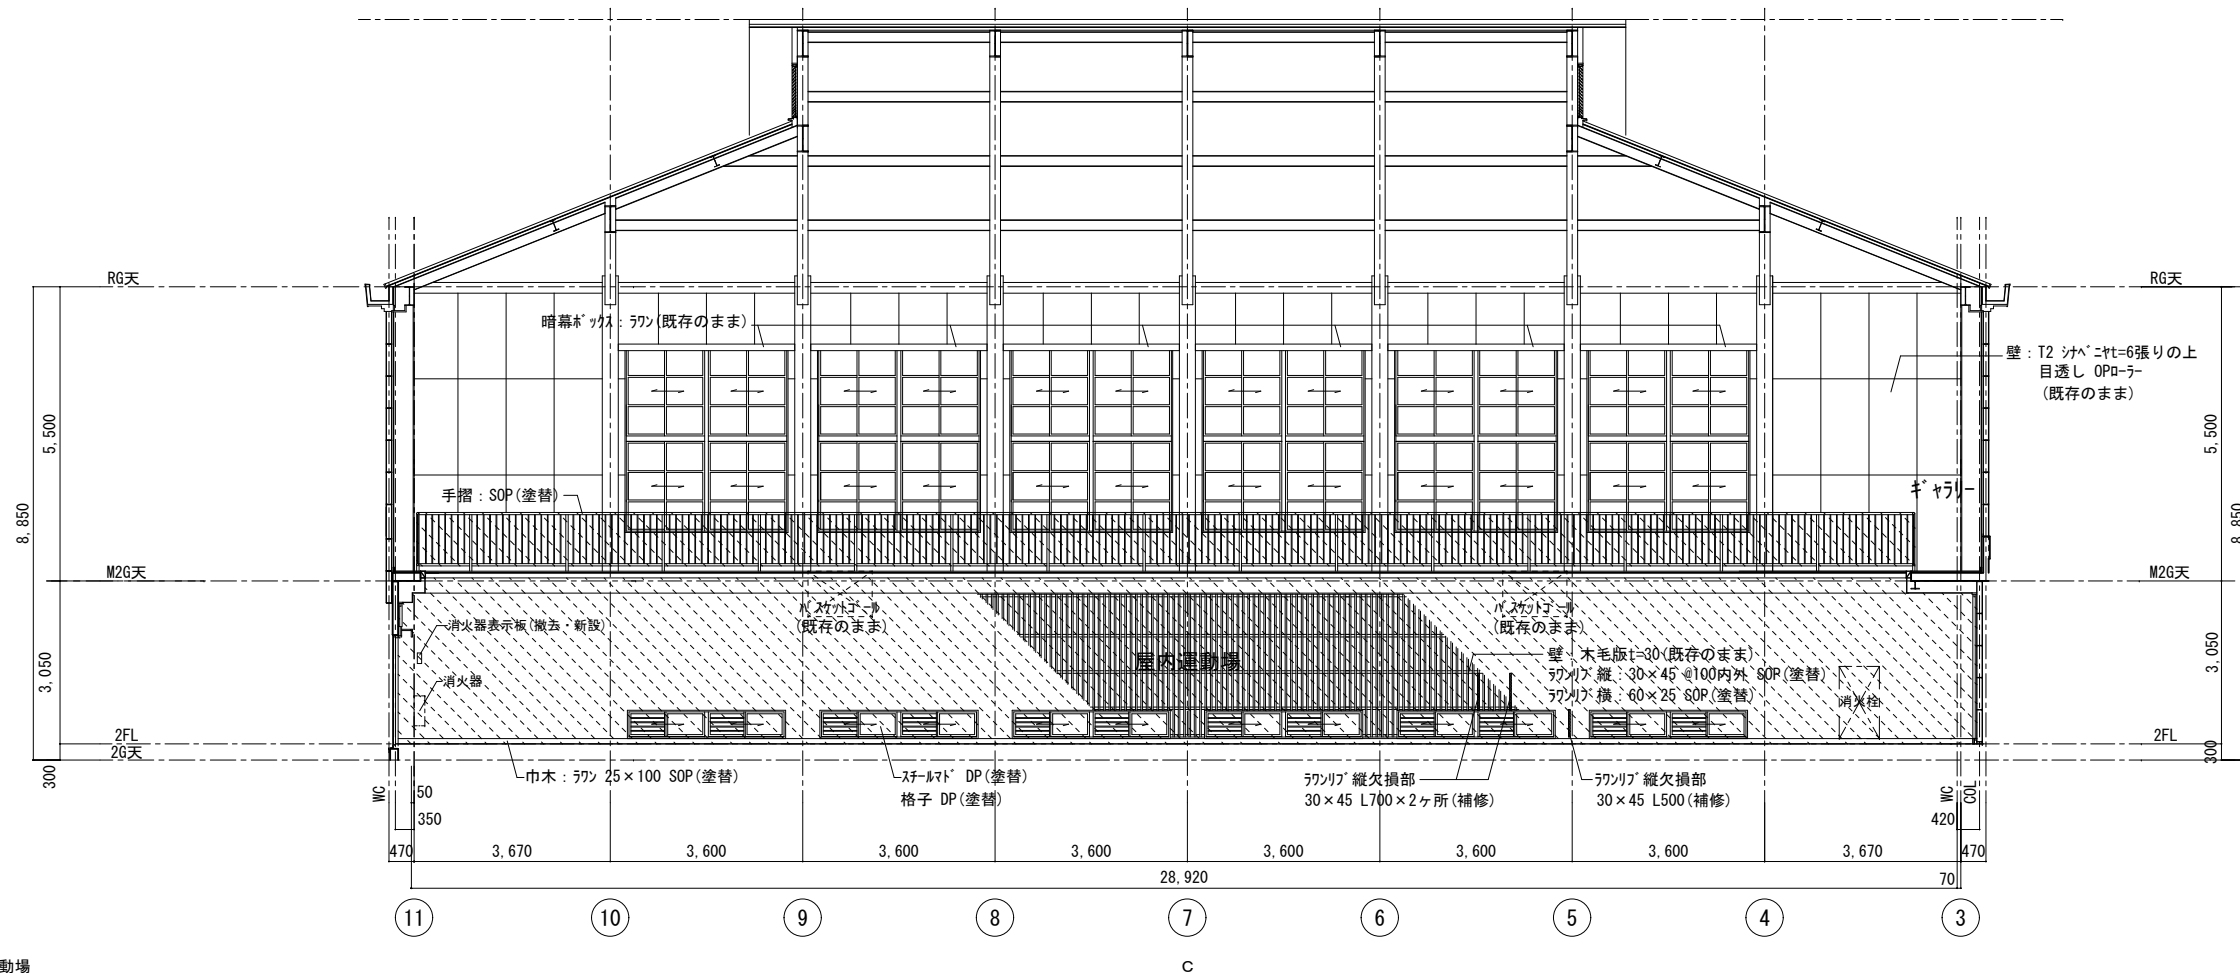 RG天
RG天
暗幕ﾎﾞｯｸｽ：ﾗﾜﾝ(既存のまま)
壁：T2 ｼﾅﾍﾞﾆﾔt=6張りの上
目透し OPﾛｰﾗｰ
(既存のまま)
5,500
5,500
8,850
8,850
手摺：SOP(塗替)
ギャラリー
M2G天
M2G天
ﾊﾞｽｹｯﾄｺﾞｰﾙ
(既存のまま)
ﾊﾞｽｹｯﾄｺﾞｰﾙ
(既存のまま)
消火器表示板(撤去・新設)
消火器
屋内運動場
壁：木毛版t=30(既存のまま)
ﾗﾜﾝﾘﾌﾞ縦：30×45 @100内外 SOP(塗替)
ﾗﾜﾝﾘﾌﾞ横：60×25 SOP(塗替)
消火栓
3,050
3,050
2FL
2FL
2G天
300
300
巾木：ﾗﾜﾝ 25×100 SOP(塗替)
ｽﾁｰﾙﾏﾄﾞ DP(塗替)
格子 DP(塗替)
ﾗﾜﾝﾘﾌﾞ縦欠損部
30×45 L700×2ヶ所(補修)
ﾗﾜﾝﾘﾌﾞ縦欠損部
30×45 L500(補修)
WC
50
350
WC
COL
420
470
3,670
3,600
3,600
3,600
3,600
3,600
3,600
3,670
470
28,920
70
11
10
9
8
7
6
5
4
3
動場
C